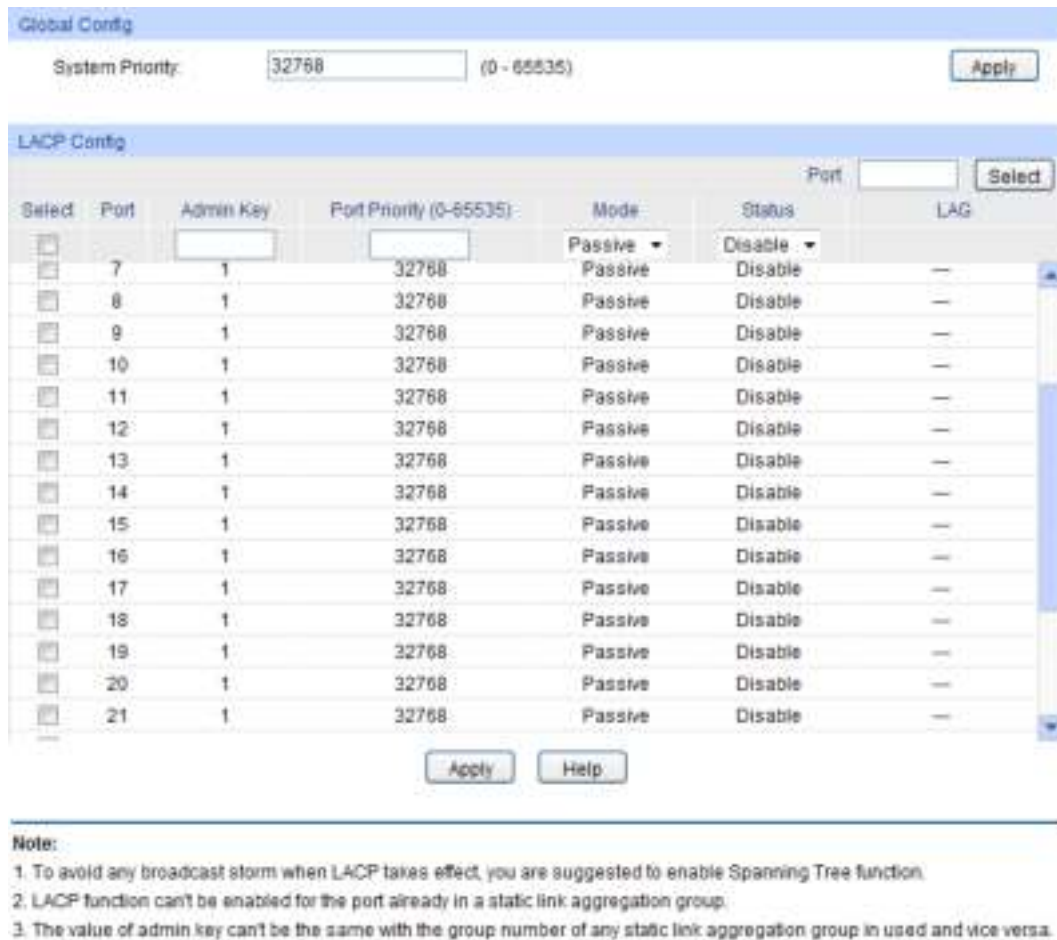 Global Config
System Priority: 32768 (0 - 65535) Apply
LACP Config
Port Select
Select Port Admin Key Port Priority (0-65535) Mode Status LAG
Passive Disable
7 1 32768 Passive Disable ---
8 1 32768 Passive Disable ---
9 1 32768 Passive Disable ---
10 1 32768 Passive Disable ---
11 1 32768 Passive Disable ---
12 1 32768 Passive Disable ---
13 1 32768 Passive Disable ---
14 1 32768 Passive Disable ---
15 1 32768 Passive Disable ---
16 1 32768 Passive Disable ---
17 1 32768 Passive Disable ---
18 1 32768 Passive Disable ---
19 1 32768 Passive Disable ---
20 1 32768 Passive Disable ---
21 1 32768 Passive Disable ---
Apply Help
Note:
1. To avoid any broadcast storm when LACP takes effect, you are suggested to enable Spanning Tree function.
2. LACP function can't be enabled for the port already in a static link aggregation group.
3. The value of admin key can't be the same with the group number of any static link aggregation group in used and vice versa.